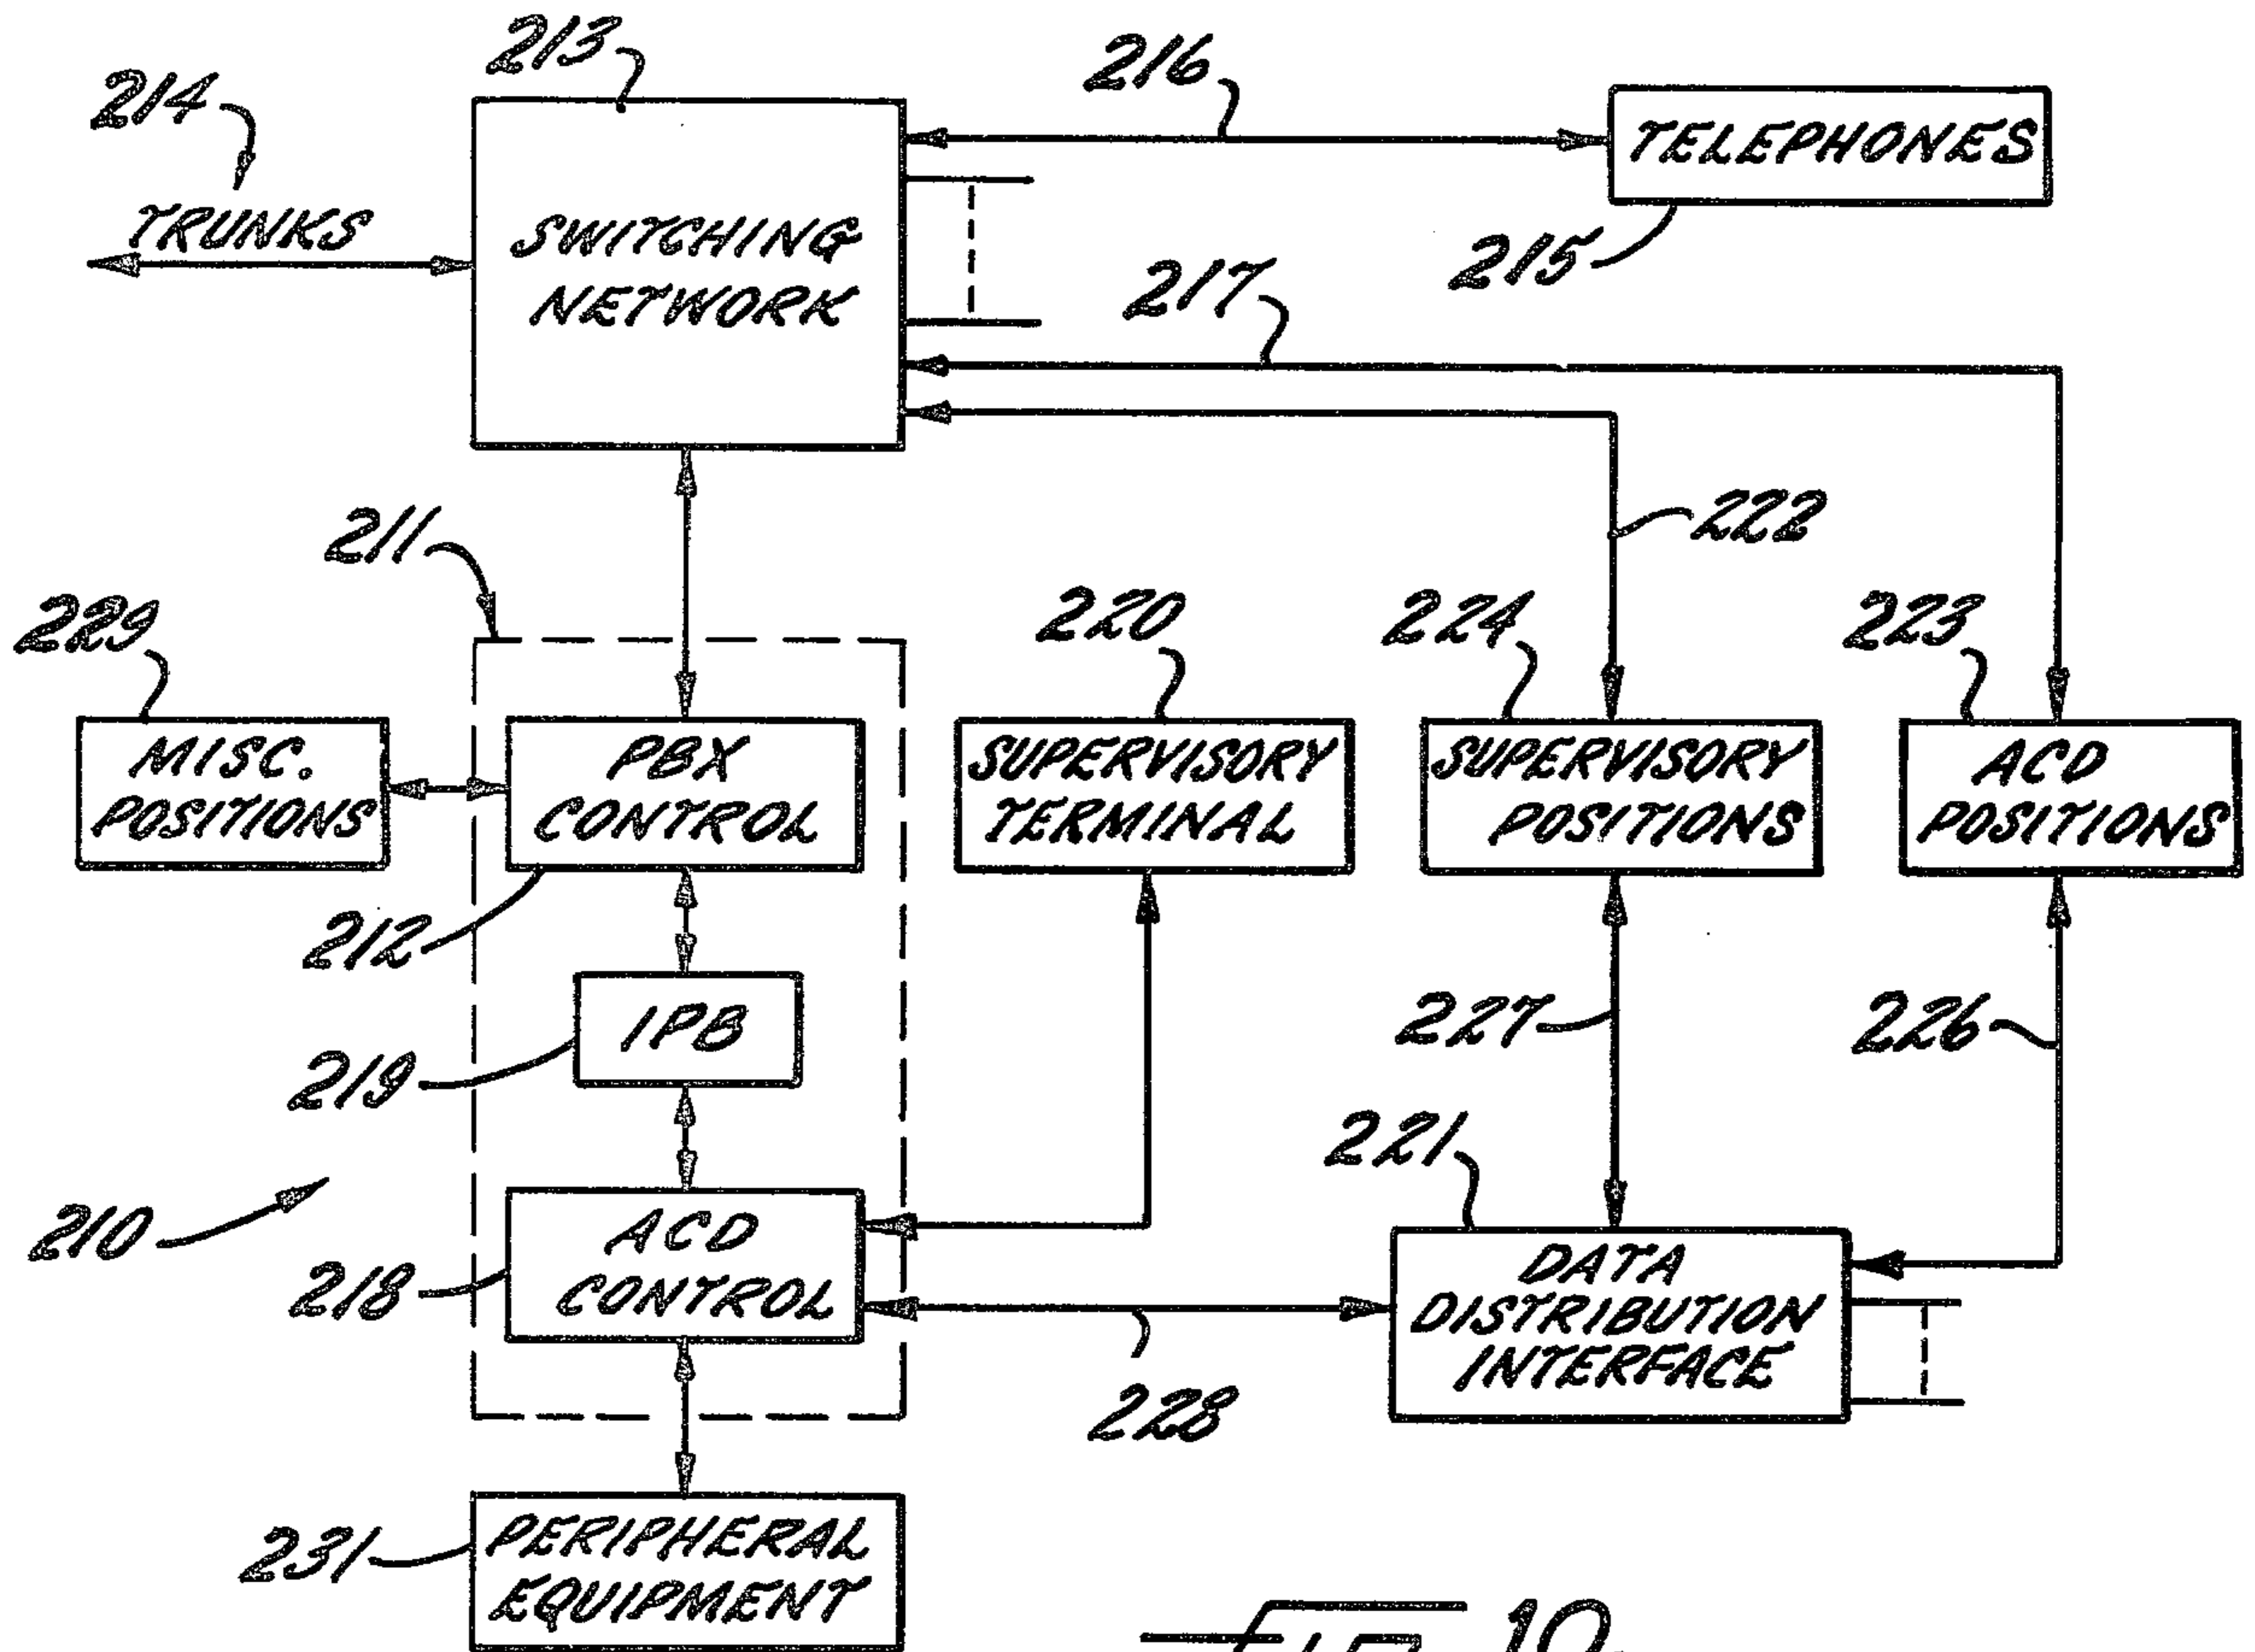 213
216
214
TELEPHONES
TRUNKS
SWITCHING
NETWORK
215
217
211
222
229
220
224
223
MISC.
POSITIONS
PBX
CONTROL
SUPERVISORY
TERMINAL
SUPERVISORY
POSITIONS
ACD
POSITIONS
212
IPB
219
227
226
221
210
218
ACD
CONTROL
DATA
DISTRIBUTION
INTERFACE
228
231
PERIPHERAL
EQUIPMENT